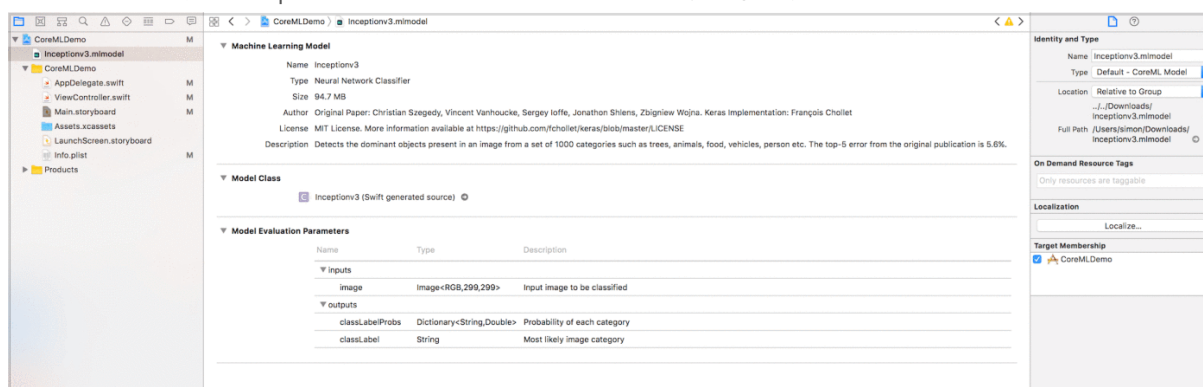 CoreMLDemo > Inceptionv3.mlmodel
CoreMLDemo M
Inceptionv3.mlmodel
CoreMLDemo
AppDelegate.swift M
ViewController.swift M
Main.storyboard M
Assets.xcassets
LaunchScreen.storyboard
Info.plist M
Products
Machine Learning Model
Name Inceptionv3
Type Neural Network Classifier
Size 94.7 MB
Author Original Paper: Christian Szegedy, Vincent Vanhoucke, Sergey Ioffe, Jonathon Shlens, Zbigniew Wojna. Keras Implementation: François Chollet
License MIT License. More information available at https://github.com/fchollet/keras/blob/master/LICENSE
Description Detects the dominant objects present in an image from a set of 1000 categories such as trees, animals, food, vehicles, person etc. The top-5 error from the original publication is 5.6%.
Model Class
C Inceptionv3 (Swift generated source)
Model Evaluation Parameters
Name Type Description
inputs
image Image<RGB,299,299> Input image to be classified
outputs
classLabelProbs Dictionary<String,Double> Probability of each category
classLabel String Most likely image category
Identity and Type
Name Inceptionv3.mlmodel
Type Default - CoreML Model
Location Relative to Group
../../Downloads/
Inceptionv3.mlmodel
Full Path /Users/simon/Downloads/
Inceptionv3.mlmodel
On Demand Resource Tags
Only resources are taggable
Localization
Localize...
Target Membership
CoreMLDemo